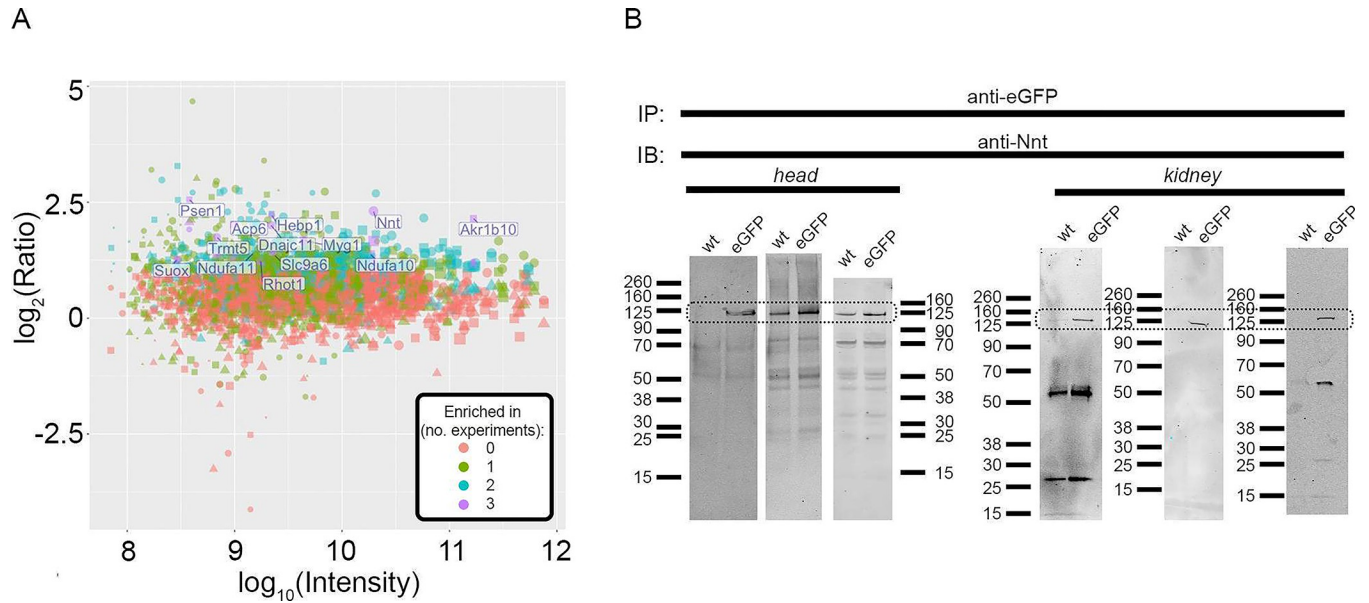 A
B
5
2.5
0
-2.5
log2(Ratio)
8
9
10
11
12
log10(Intensity)
Psen1
Acp6
Hebp1
Nnt
Akr1b10
Trmt5
Dnajc11
Myg1
Suox
Ndufa11
Slc9a6
Ndufa10
Rhot1
Enriched in
(no. experiments):
0
1
2
3
IP:
anti-eGFP
IB:
anti-Nnt
head
kidney
wt
eGFP
wt
eGFP
wt
eGFP
260
160
125
90
70
50
38
30
25
15
160
125
90
70
50
38
30
25
15
wt
eGFP
wt
eGFP
wt
eGFP
260
160
125
90
70
50
38
30
25
15
260
160
125
70
50
38
30
25
15
260
160
125
90
70
50
38
30
25
15